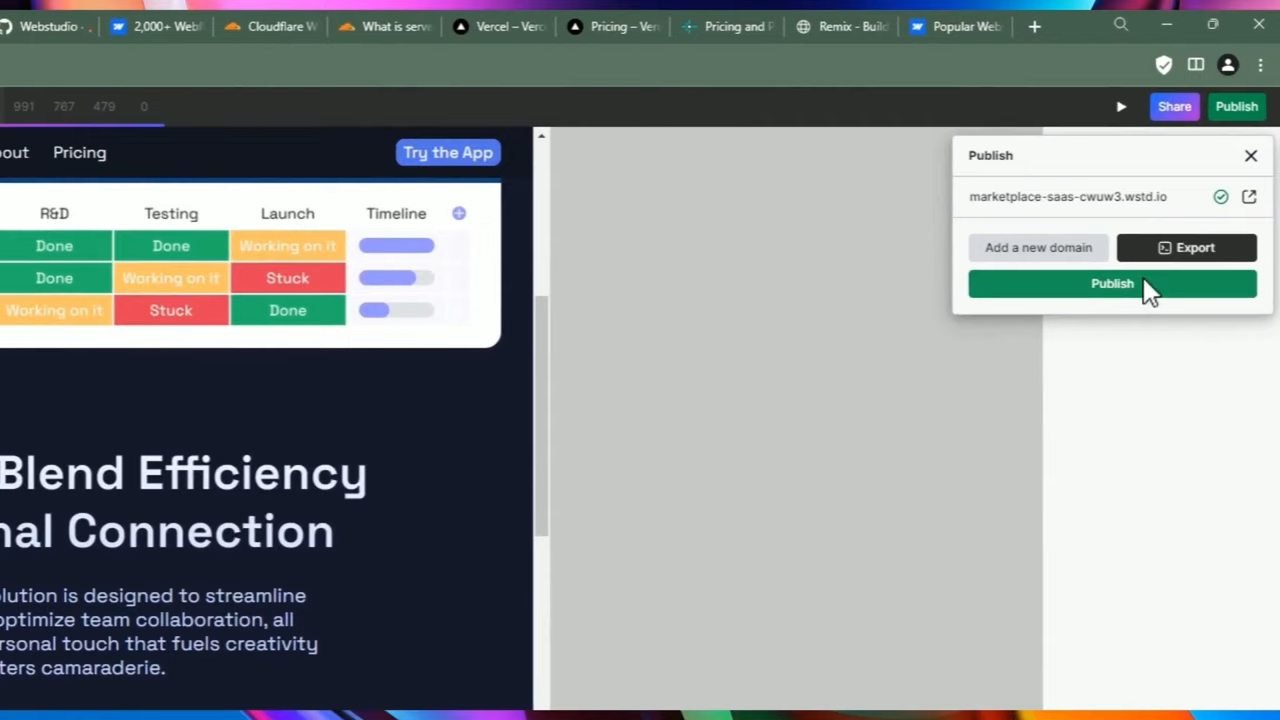 Webstudio -
2,000+ Webf
Cloudflare W
What is serve
Vercel – Verc
Pricing – Ver
Pricing and P
Remix - Build
Popular Web
991 767 479 0
Share
Publish
Pricing
Try the App
R&D Testing Launch Timeline
Done Done Working on it
Done Working on it Stuck
Working on it Stuck Done
Blend Efficiency
nal Connection
olution is designed to streamline
optimize team collaboration, all
rsonal touch that fuels creativity
ters camaraderie.
Publish
marketplace-saas-cwuw3.wstd.io
Add a new domain
Export
Publish